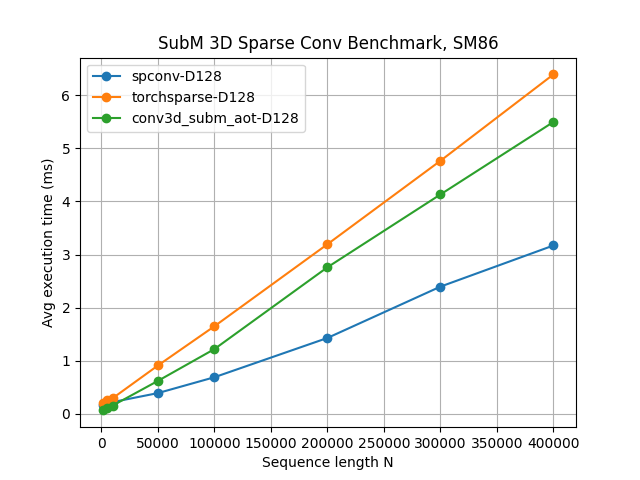 SubM 3D Sparse Conv Benchmark, SM86
spconv-D128
torchsparse-D128
conv3d_subm_aot-D128
Avg execution time (ms)
6
5
4
3
2
1
0
0 50000 100000 150000 200000 250000 300000 350000 400000
Sequence length N